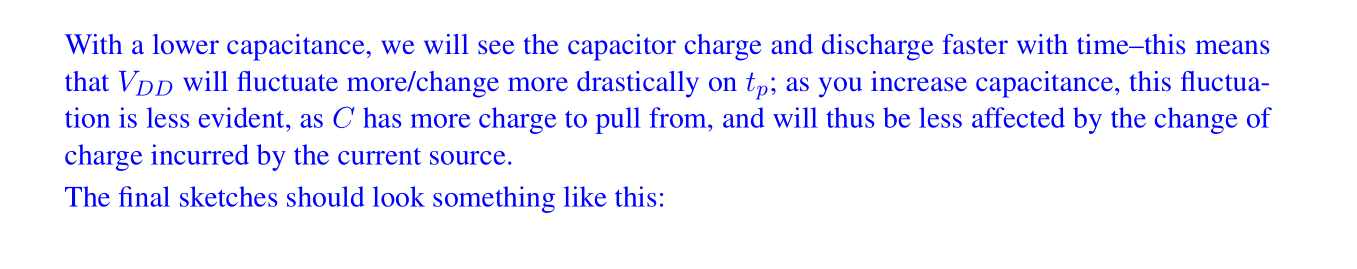 With a lower capacitance, we will see the capacitor charge and discharge faster with time–this means
that $V_{DD}$ will fluctuate more/change more drastically on $t_p$; as you increase capacitance, this fluctua-
tion is less evident, as $C$ has more charge to pull from, and will thus be less affected by the change of
charge incurred by the current source.
The final sketches should look something like this: